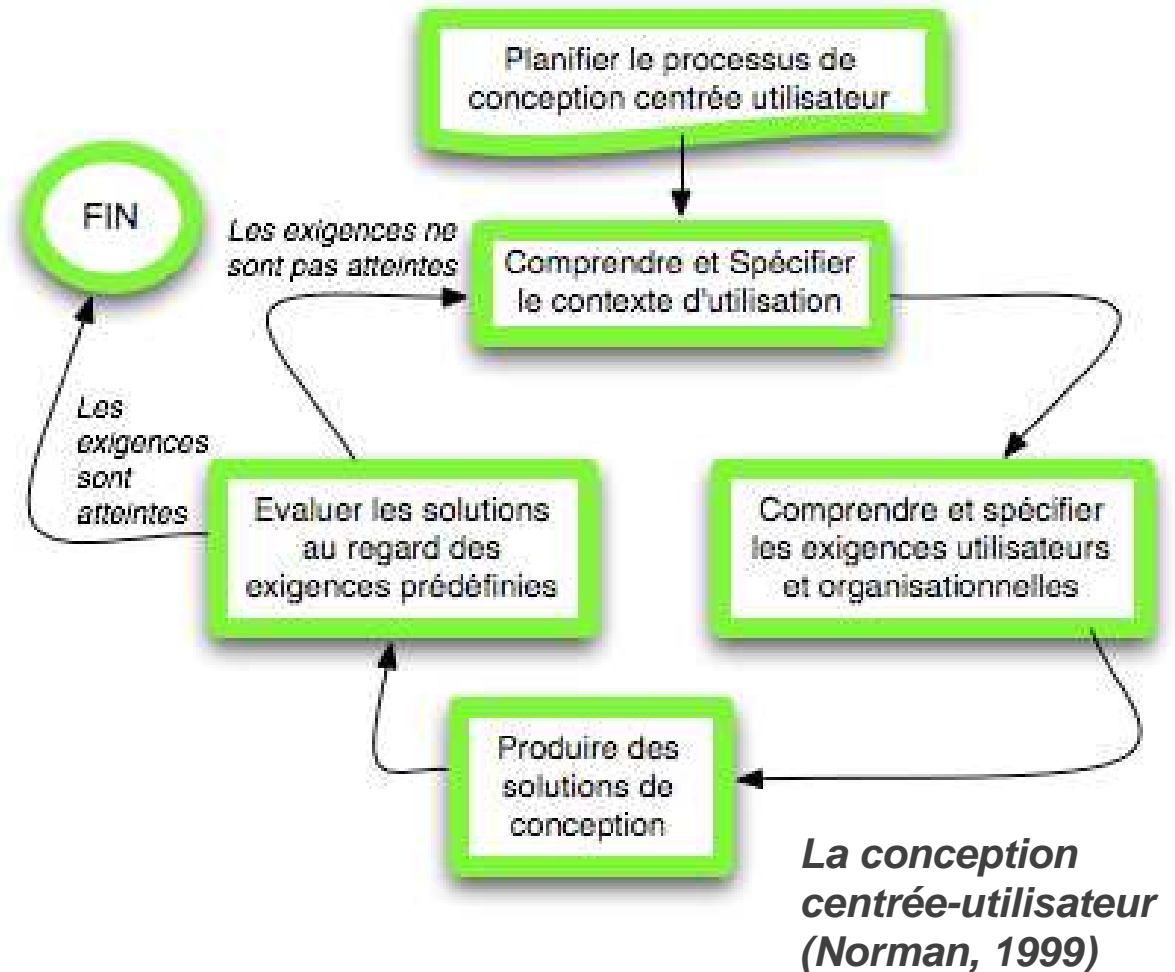 Planifier le processus de
conception centrée utilisateur
FIN
Les exigences ne
sont pas atteintes
Comprendre et Spécifier
le contexte d'utilisation
Les
exigences
sont
atteintes
Evaluer les solutions
au regard des
exigences prédéfinies
Comprendre et spécifier
les exigences utilisateurs
et organisationnelles
Produire des
solutions de
conception
La conception
centrée-utilisateur
(Norman, 1999)